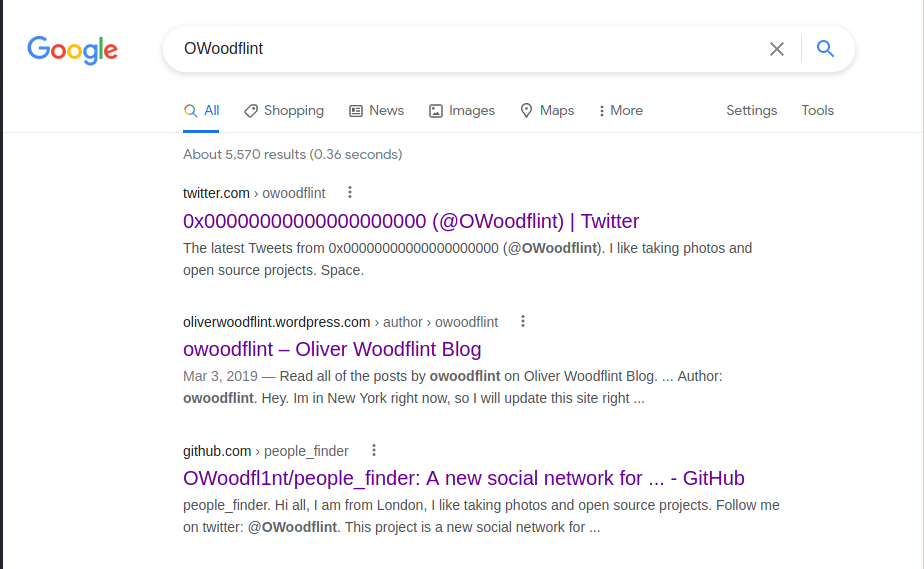 Google
OWoodflint
All Shopping News Images Maps More Settings Tools
About 5,570 results (0.36 seconds)
twitter.com › owoodflint
0x00000000000000000000 (@OWoodflint) | Twitter
The latest Tweets from 0x00000000000000000000 (@OWoodflint). I like taking photos and
open source projects. Space.
oliverwoodflint.wordpress.com › author › owoodflint
owoodflint – Oliver Woodflint Blog
Mar 3, 2019 — Read all of the posts by owoodflint on Oliver Woodflint Blog. ... Author:
owoodflint. Hey. Im in New York right now, so I will update this site right ...
github.com › people_finder
OWoodfl1nt/people_finder: A new social network for ... - GitHub
people_finder. Hi all, I am from London, I like taking photos and open source projects. Follow me
on twitter: @OWoodflint. This project is a new social network for ...